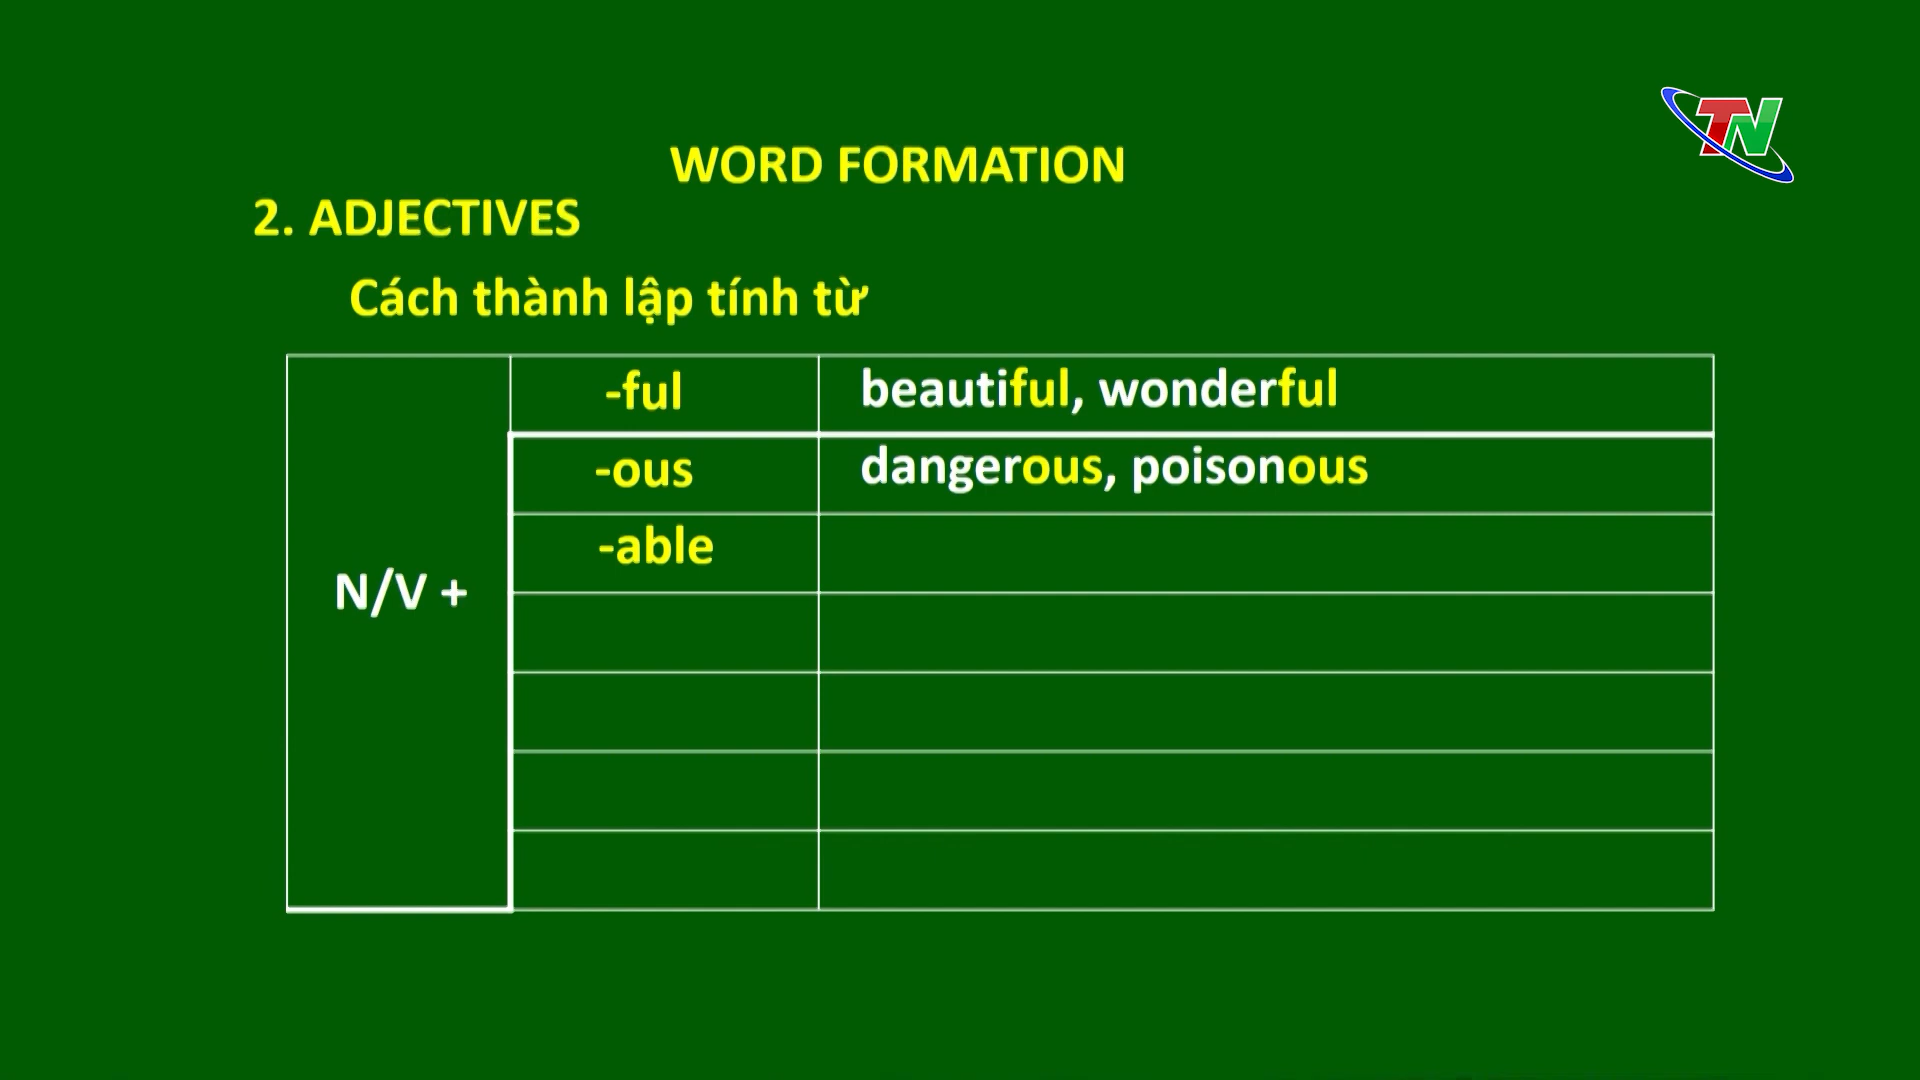 TN
WORD FORMATION
2. ADJECTIVES
Cách thành lập tính từ
N/V +
-ful
beautiful, wonderful
-ous
dangerous, poisonous
-able